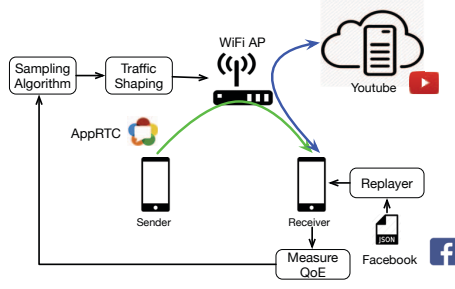 WiFi AP
Sampling
Algorithm
Traffic
Shaping
Youtube
AppRTC
Sender
Receiver
Replayer
JSON
Facebook
Measure
QoE